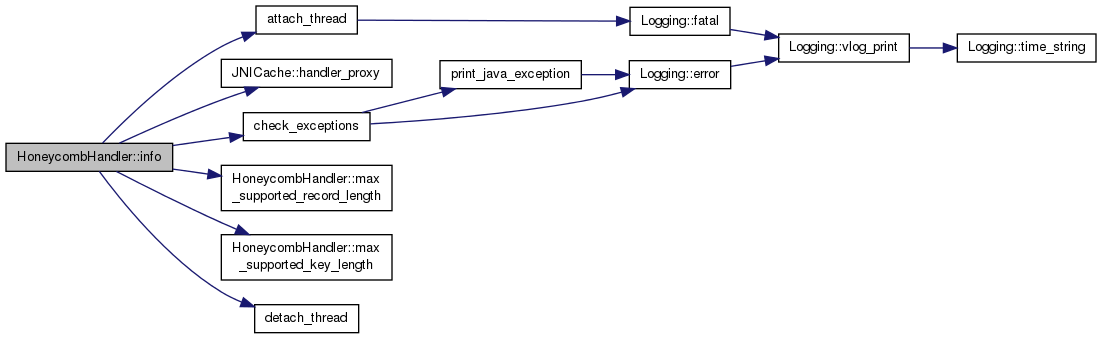 attach_thread
Logging::fatal
Logging::vlog_print
Logging::time_string
JNICache::handler_proxy
print_java_exception
Logging::error
check_exceptions
HoneycombHandler::info
HoneycombHandler::max
_supported_record_length
HoneycombHandler::max
_supported_key_length
detach_thread